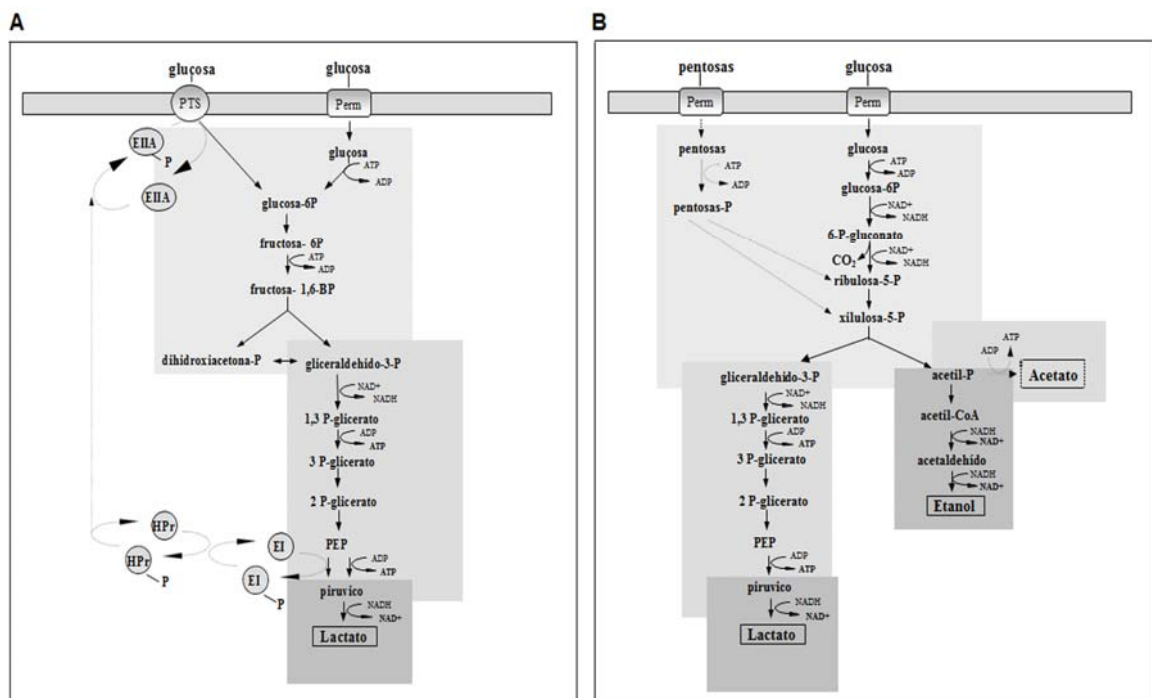 A
glucosa
glucosa
PTS
Perm
EIIA
P
EIIA
glucosa
ATP
ADP
glucosa-6P
fructosa- 6P
ATP
ADP
fructosa- 1,6-BP
dihidroxiacetona-P
gliceraldehído-3-P
NAD+
NADH
1,3 P-glicerato
ADP
ATP
3 P-glicerato
2 P-glicerato
HPr
EI
PEP
ADP
ATP
HPr
P
EI
P
piruvico
NADH
NAD+
Lactato
B
pentosas
glucosa
Perm
Perm
pentosas
glucosa
ATP
ADP
ATP
ADP
pentosas-P
glucosa-6P
NAD+
NADH
6-P-gluconato
CO2
NAD+
NADH
ribulosa-5-P
xilulosa-5-P
gliceraldehído-3-P
NAD+
NADH
1,3 P-glicerato
ADP
ATP
3 P-glicerato
2 P-glicerato
PEP
ADP
ATP
piruvico
NADH
NAD+
Lactato
ATP
ADP
acetil-P
Acetato
acetil-CoA
NADH
NAD+
acetaldehído
NADH
NAD+
Etanol